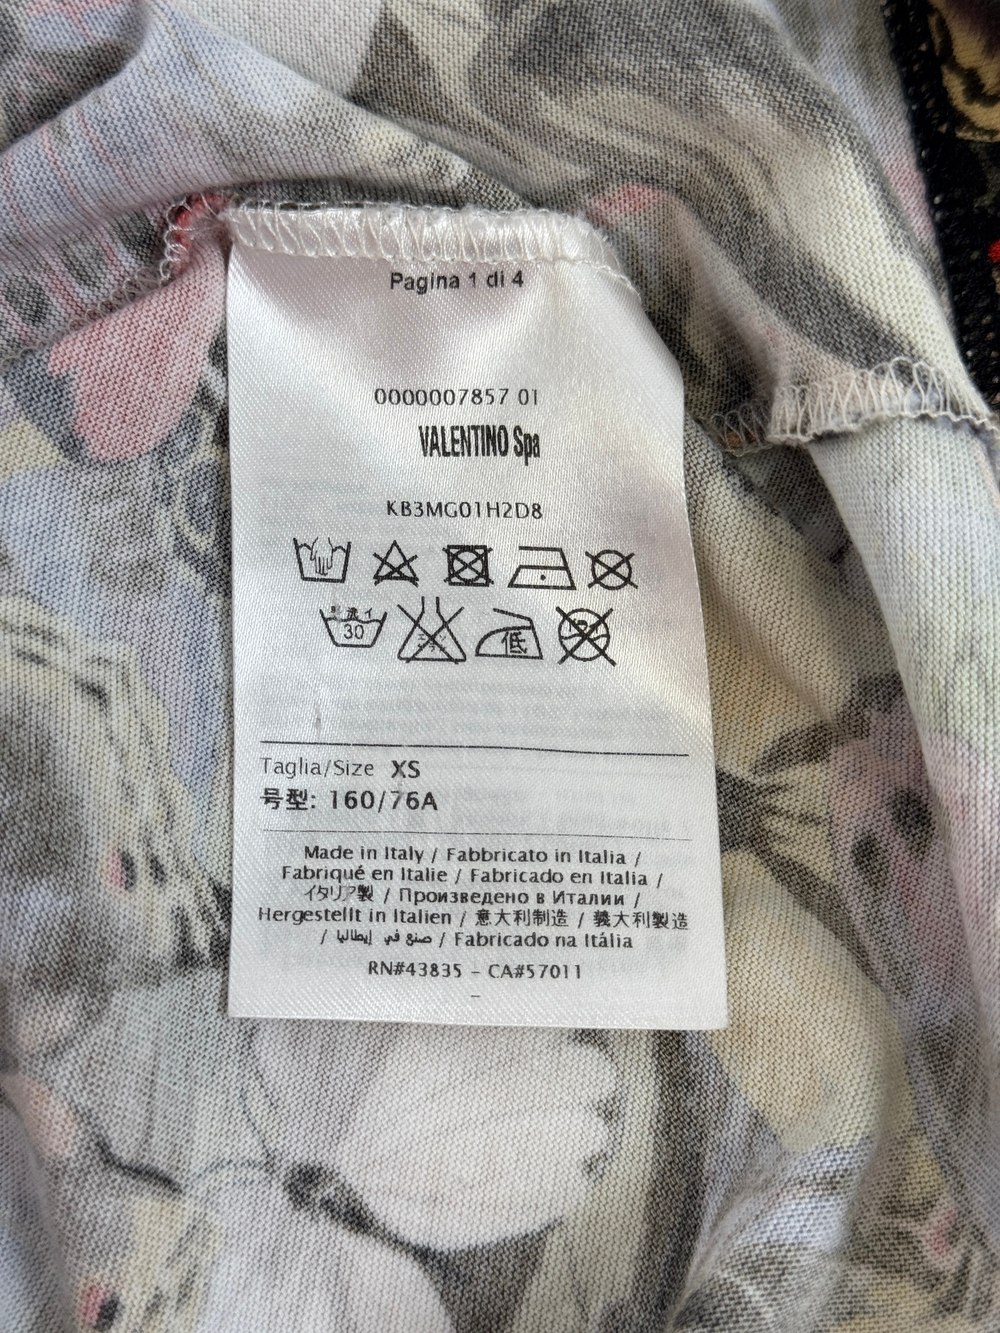 Pagina 1 di 4
0000007857 01
VALENTINO Spa
KB3MG01H2D8
30
低
Taglia/Size XS
号型: 160/76A
Made in Italy / Fabbricato in Italia /
Fabriqué en Italie / Fabricado en Italia /
イタリア製 / Произведено в Италии /
Hergestellt in Italien / 意大利制造 / 義大利製造
/ صنع في إيطاليا / Fabricado na Itália
RN#43835 – CA#57011
–